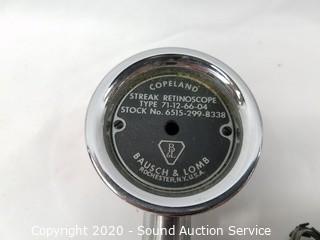 COPELAND
STREAK RETINOSCOPE
TYPE 71-12-66-04
STOCK No. 6515-299-8338
B
&
L
BAUSCH & LOMB
ROCHESTER, N.Y., U.S.A.
Copyright 2020 - Sound Auction Service